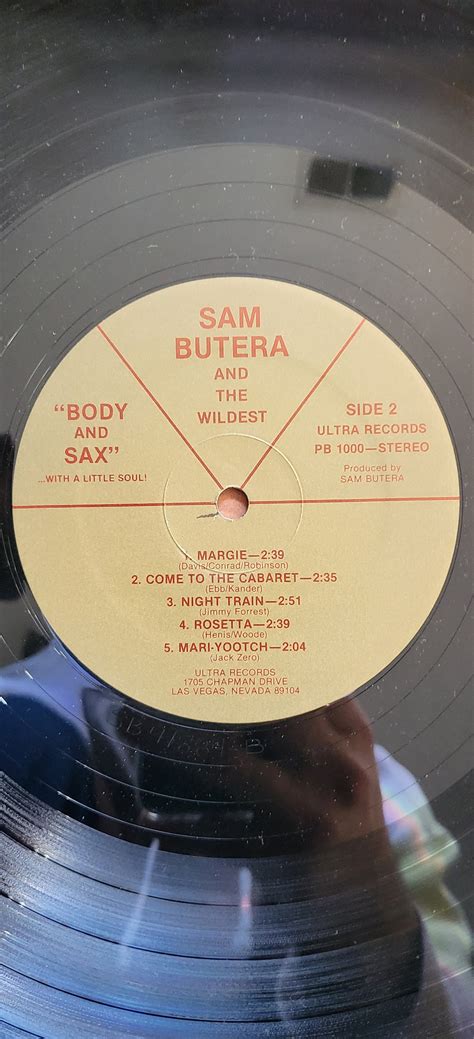 SAM
BUTERA
AND
THE
WILDEST
“BODY
AND
SAX”
...WITH A LITTLE SOUL!
SIDE 2
ULTRA RECORDS
PB 1000—STEREO
Produced by
SAM BUTERA
1. MARGIE—2:39
(Davis/Conrad/Robinson)
2. COME TO THE CABARET—2:35
(Ebb/Kander)
3. NIGHT TRAIN—2:51
(Jimmy Forrest)
4. ROSETTA—2:39
(Henis/Woode)
5. MARI-YOOTCH—2:04
(Jack Zero)
ULTRA RECORDS
1705 CHAPMAN DRIVE
LAS VEGAS, NEVADA 89104